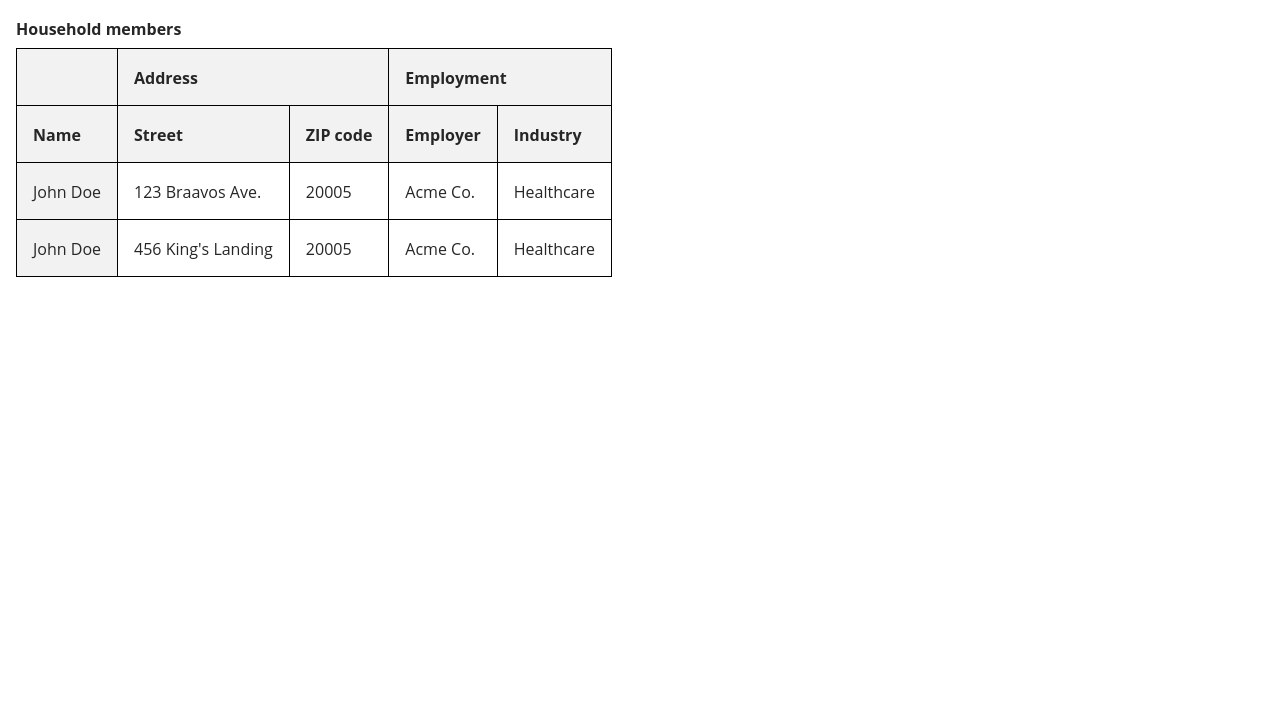 Household members
Address Employment
Name Street ZIP code Employer Industry
John Doe 123 Braavos Ave. 20005 Acme Co. Healthcare
John Doe 456 King's Landing 20005 Acme Co. Healthcare